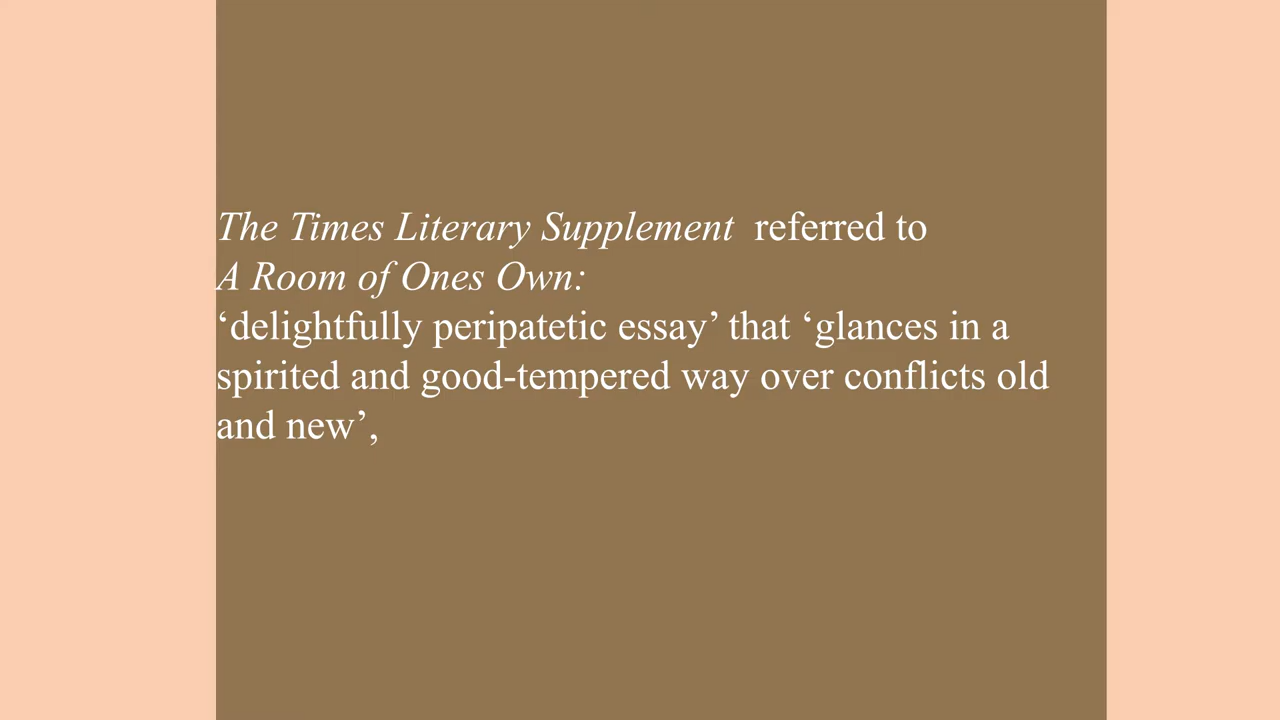 The Times Literary Supplement  referred to
A Room of Ones Own:
‘delightfully peripatetic essay’ that ‘glances in a
spirited and good-tempered way over conflicts old
and new’,